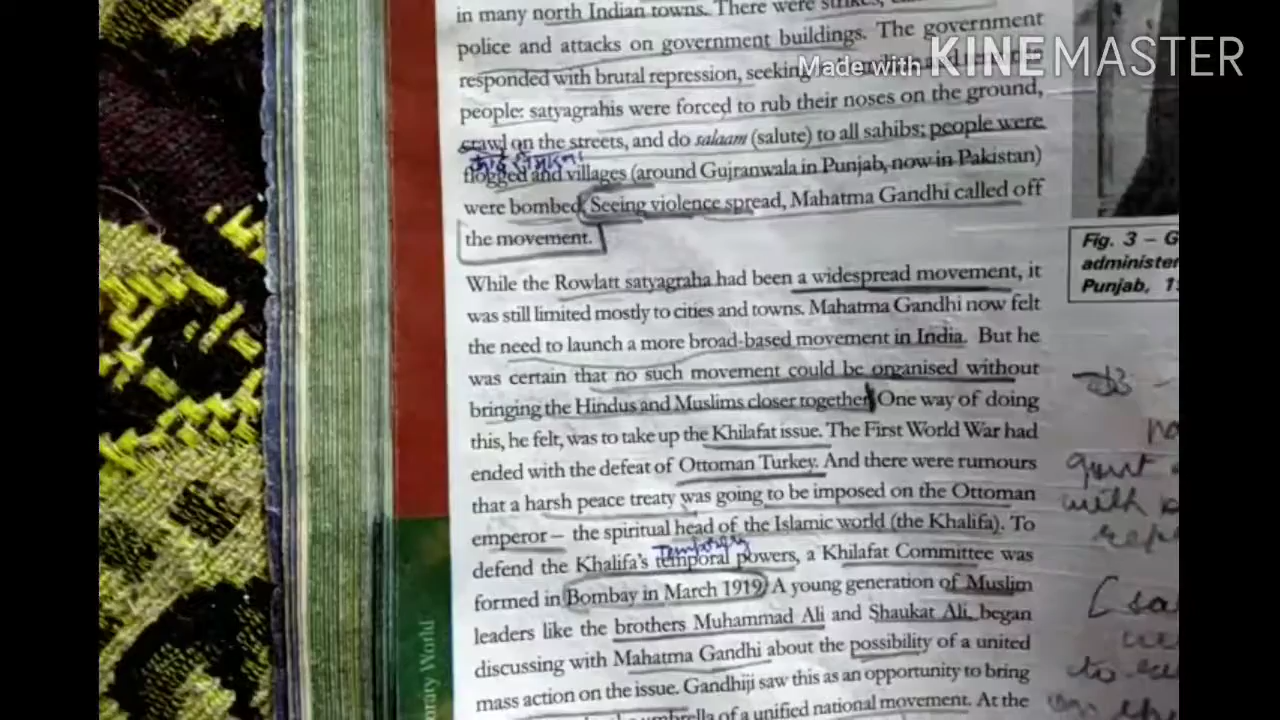 in many north Indian towns. There were strikes,
police and attacks on government buildings. The government
Made with KINEMASTER
responded with brutal repression, seeking
people: satyagrahis were forced to rub their noses on the ground,
crawl on the streets, and do salaam (salute) to all sahibs; people were
flogged and villages (around Gujranwala in Punjab, now in Pakistan)
were bombed. Seeing violence spread, Mahatma Gandhi called off
the movement.
Fig. 3 – G
administer
Punjab, 1
While the Rowlatt satyagraha had been a widespread movement, it
was still limited mostly to cities and towns. Mahatma Gandhi now felt
the need to launch a more broad-based movement in India. But he
was certain that no such movement could be organised without
bringing the Hindus and Muslims closer together. One way of doing
this, he felt, was to take up the Khilafat issue. The First World War had
ended with the defeat of Ottoman Turkey. And there were rumours
that a harsh peace treaty was going to be imposed on the Ottoman
emperor – the spiritual head of the Islamic world (the Khalifa). To
temporary
defend the Khalifa's temporal powers, a Khilafat Committee was
formed in Bombay in March 1919. A young generation of Muslim
leaders like the brothers Muhammad Ali and Shaukat Ali, began
discussing with Mahatma Gandhi about the possibility of a united
mass action on the issue. Gandhiji saw this as an opportunity to bring
umbrella of a unified national movement. At the
orary World
with